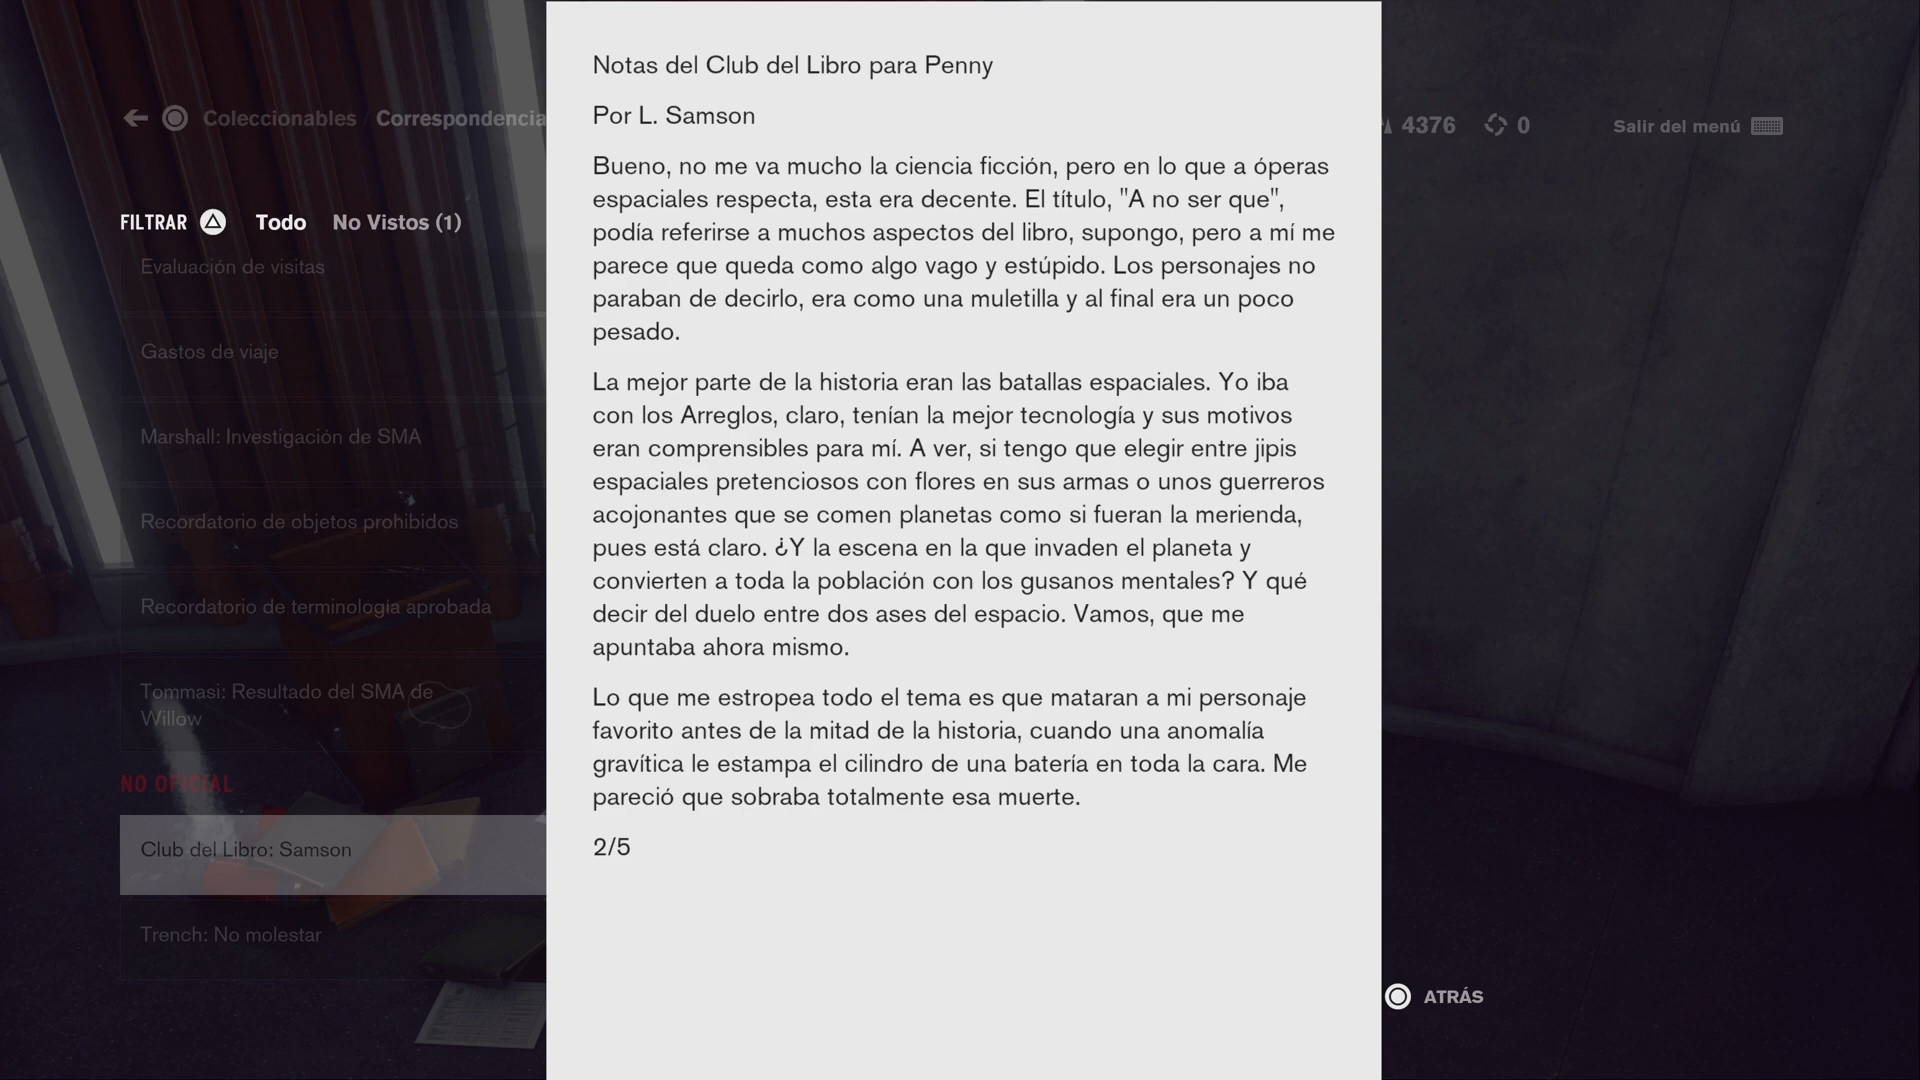 Coleccionables / Correspondencia
4376
0
Salir del menú
FILTRAR Todo No Vistos (1)
Evaluación de visitas
Gastos de viaje
Marshall: Investigación de SMA
Recordatorio de objetos prohibidos
Recordatorio de terminología aprobada
Tommasi: Resultado del SMA de
Willow
NO OFICIAL
Club del Libro: Samson
Trench: No molestar
Notas del Club del Libro para Penny
Por L. Samson
Bueno, no me va mucho la ciencia ficción, pero en lo que a óperas
espaciales respecta, esta era decente. El título, "A no ser que",
podía referirse a muchos aspectos del libro, supongo, pero a mí me
parece que queda como algo vago y estúpido. Los personajes no
paraban de decirlo, era como una muletilla y al final era un poco
pesado.
La mejor parte de la historia eran las batallas espaciales. Yo iba
con los Arreglos, claro, tenían la mejor tecnología y sus motivos
eran comprensibles para mí. A ver, si tengo que elegir entre jipis
espaciales pretenciosos con flores en sus armas o unos guerreros
acojonantes que se comen planetas como si fueran la merienda,
pues está claro. ¿Y la escena en la que invaden el planeta y
convierten a toda la población con los gusanos mentales? Y qué
decir del duelo entre dos ases del espacio. Vamos, que me
apuntaba ahora mismo.
Lo que me estropea todo el tema es que mataran a mi personaje
favorito antes de la mitad de la historia, cuando una anomalía
gravítica le estampa el cilindro de una batería en toda la cara. Me
pareció que sobraba totalmente esa muerte.
2/5
ATRÁS